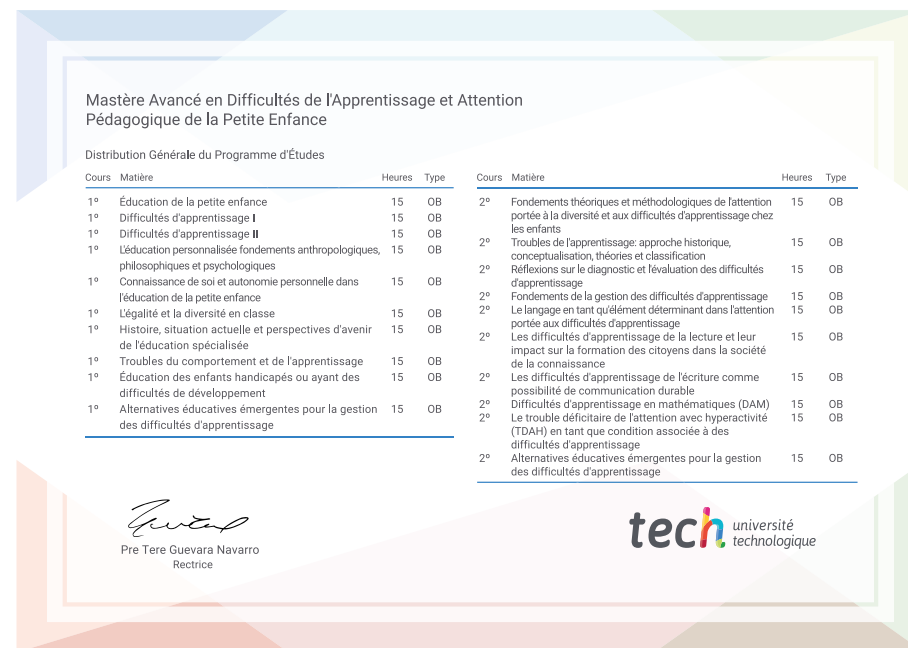 Mastère Avancé en Difficultés de l'Apprentissage et Attention
Pédagogique de la Petite Enfance
Distribution Générale du Programme d'Études
Cours Matière Heures Type
1º Éducation de la petite enfance 15 OB
1º Difficultés d'apprentissage I 15 OB
1º Difficultés d'apprentissage II 15 OB
1º L'éducation personnalisée fondements anthropologiques, 15 OB
philosophiques et psychologiques
1º Connaissance de soi et autonomie personnelle dans 15 OB
l'éducation de la petite enfance
1º L'égalité et la diversité en classe 15 OB
1º Histoire, situation actuelle et perspectives d'avenir 15 OB
de l'éducation spécialisée
1º Troubles du comportement et de l'apprentissage 15 OB
1º Éducation des enfants handicapés ou ayant des 15 OB
difficultés de développement
1º Alternatives éducatives émergentes pour la gestion 15 OB
des difficultés d'apprentissage
Cours Matière Heures Type
2º Fondements théoriques et méthodologiques de l'attention 15 OB
portée à la diversité et aux difficultés d'apprentissage chez
les enfants
2º Troubles de l'apprentissage: approche historique, 15 OB
conceptualisation, théories et classification
2º Réflexions sur le diagnostic et l'évaluation des difficultés 15 OB
d'apprentissage
2º Fondements de la gestion des difficultés d'apprentissage 15 OB
2º Le langage en tant qu'élément déterminant dans l'attention 15 OB
portée aux difficultés d'apprentissage
2º Les difficultés d'apprentissage de la lecture et leur 15 OB
impact sur la formation des citoyens dans la société
de la connaissance
2º Les difficultés d'apprentissage de l'écriture comme 15 OB
possibilité de communication durable
2º Difficultés d'apprentissage en mathématiques (DAM) 15 OB
2º Le trouble déficitaire de l'attention avec hyperactivité 15 OB
(TDAH) en tant que condition associée à des
difficultés d'apprentissage
2º Alternatives éducatives émergentes pour la gestion 15 OB
des difficultés d'apprentissage
Pre Tere Guevara Navarro
Rectrice
tech université
technologique